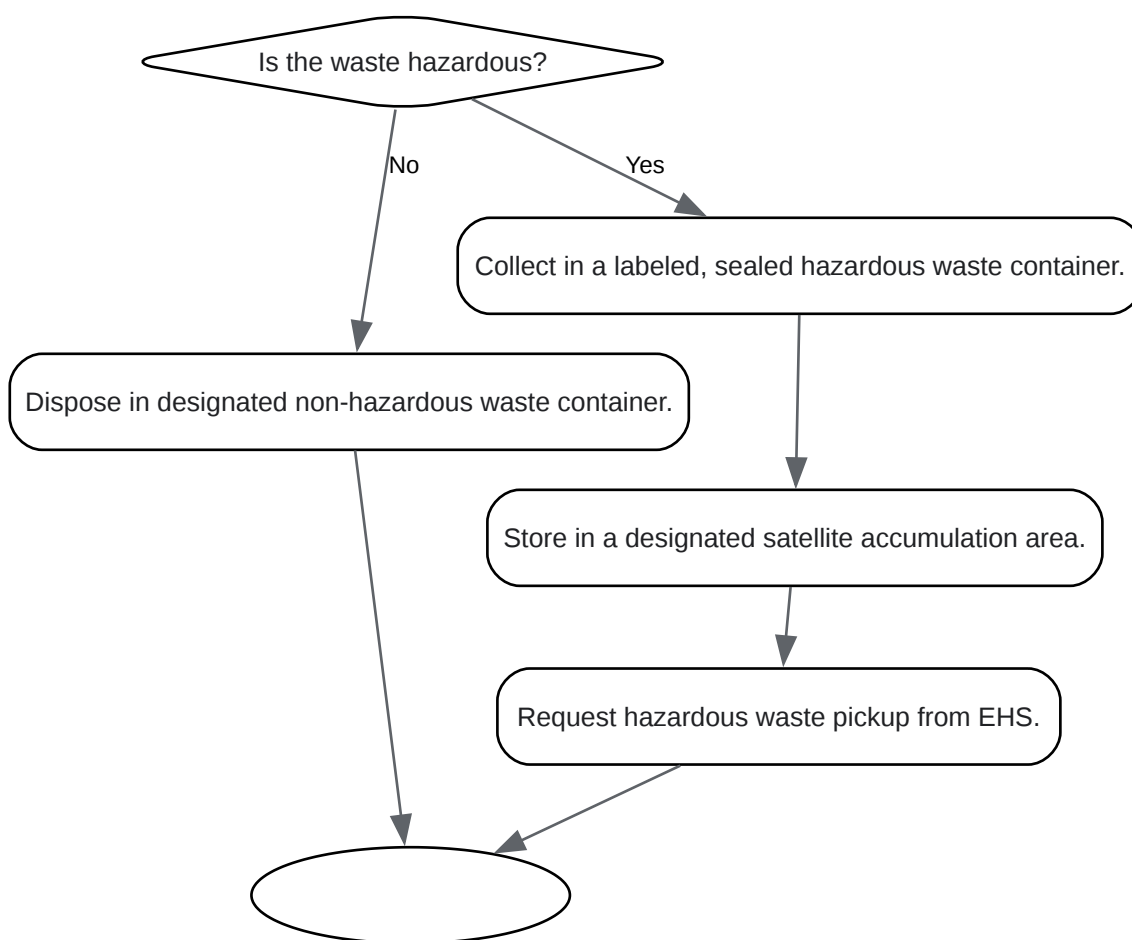 Is the waste hazardous?
No
Yes
Collect in a labeled, sealed hazardous waste container.
Dispose in designated non-hazardous waste container.
Store in a designated satellite accumulation area.
Request hazardous waste pickup from EHS.